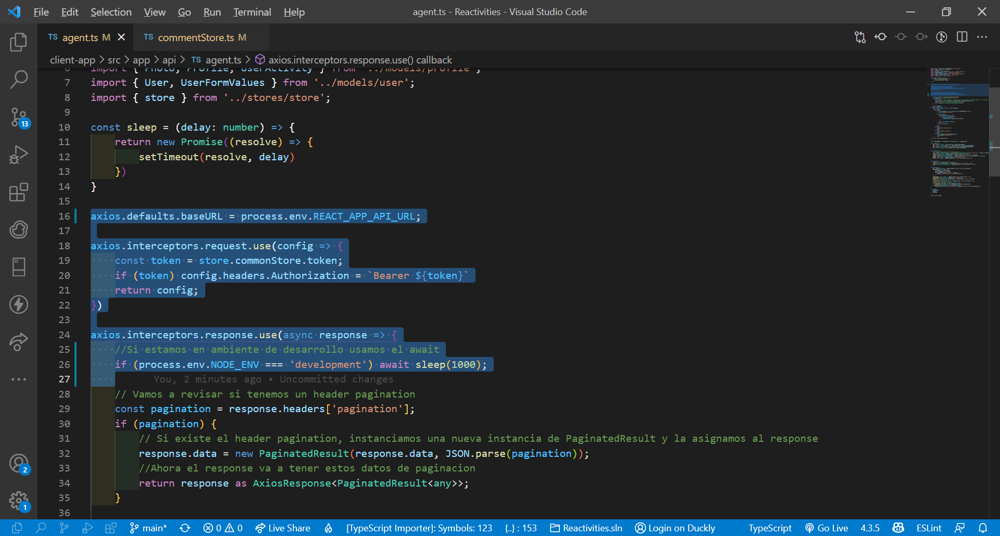 File Edit Selection View Go Run Terminal Help agent.ts - Reactivities - Visual Studio Code
TS agent.ts M TS commentStore.ts M
client-app > src > app > api > TS agent.ts > axios.interceptors.response.use() callback
6 import { Photo, Profile, UserActivity } from '../models/profile';
7 import { User, UserFormValues } from '../models/user';
8 import { store } from '../stores/store';
9
10 const sleep = (delay: number) => {
11 return new Promise((resolve) => {
12 setTimeout(resolve, delay)
13 })
14 }
15
16 axios.defaults.baseURL = process.env.REACT_APP_API_URL;
17
18 axios.interceptors.request.use(config => {
19 const token = store.commonStore.token;
20 if (token) config.headers.Authorization = `Bearer ${token}`
21 return config;
22 })
23
24 axios.interceptors.response.use(async response => {
25 //Si estamos en ambiente de desarrollo usamos el await
26 if (process.env.NODE_ENV === 'development') await sleep(1000);
27 You, 2 minutes ago • Uncommitted changes
28 // Vamos a revisar si tenemos un header pagination
29 const pagination = response.headers['pagination'];
30 if (pagination) {
31 // Si existe el header pagination, instanciamos una nueva instancia de PaginatedResult y la asignamos al response
32 response.data = new PaginatedResult(response.data, JSON.parse(pagination));
33 //Ahora el response va a tener estos datos de paginacion
34 return response as AxiosResponse<PaginatedResult<any>>;
35 }
36
13
2
1
main* 0 0 Live Share [TypeScript Importer]: Symbols: 123 {..} : 153 Reactivities.sln Login on Duckly TypeScript Go Live 4.3.5 ESLint